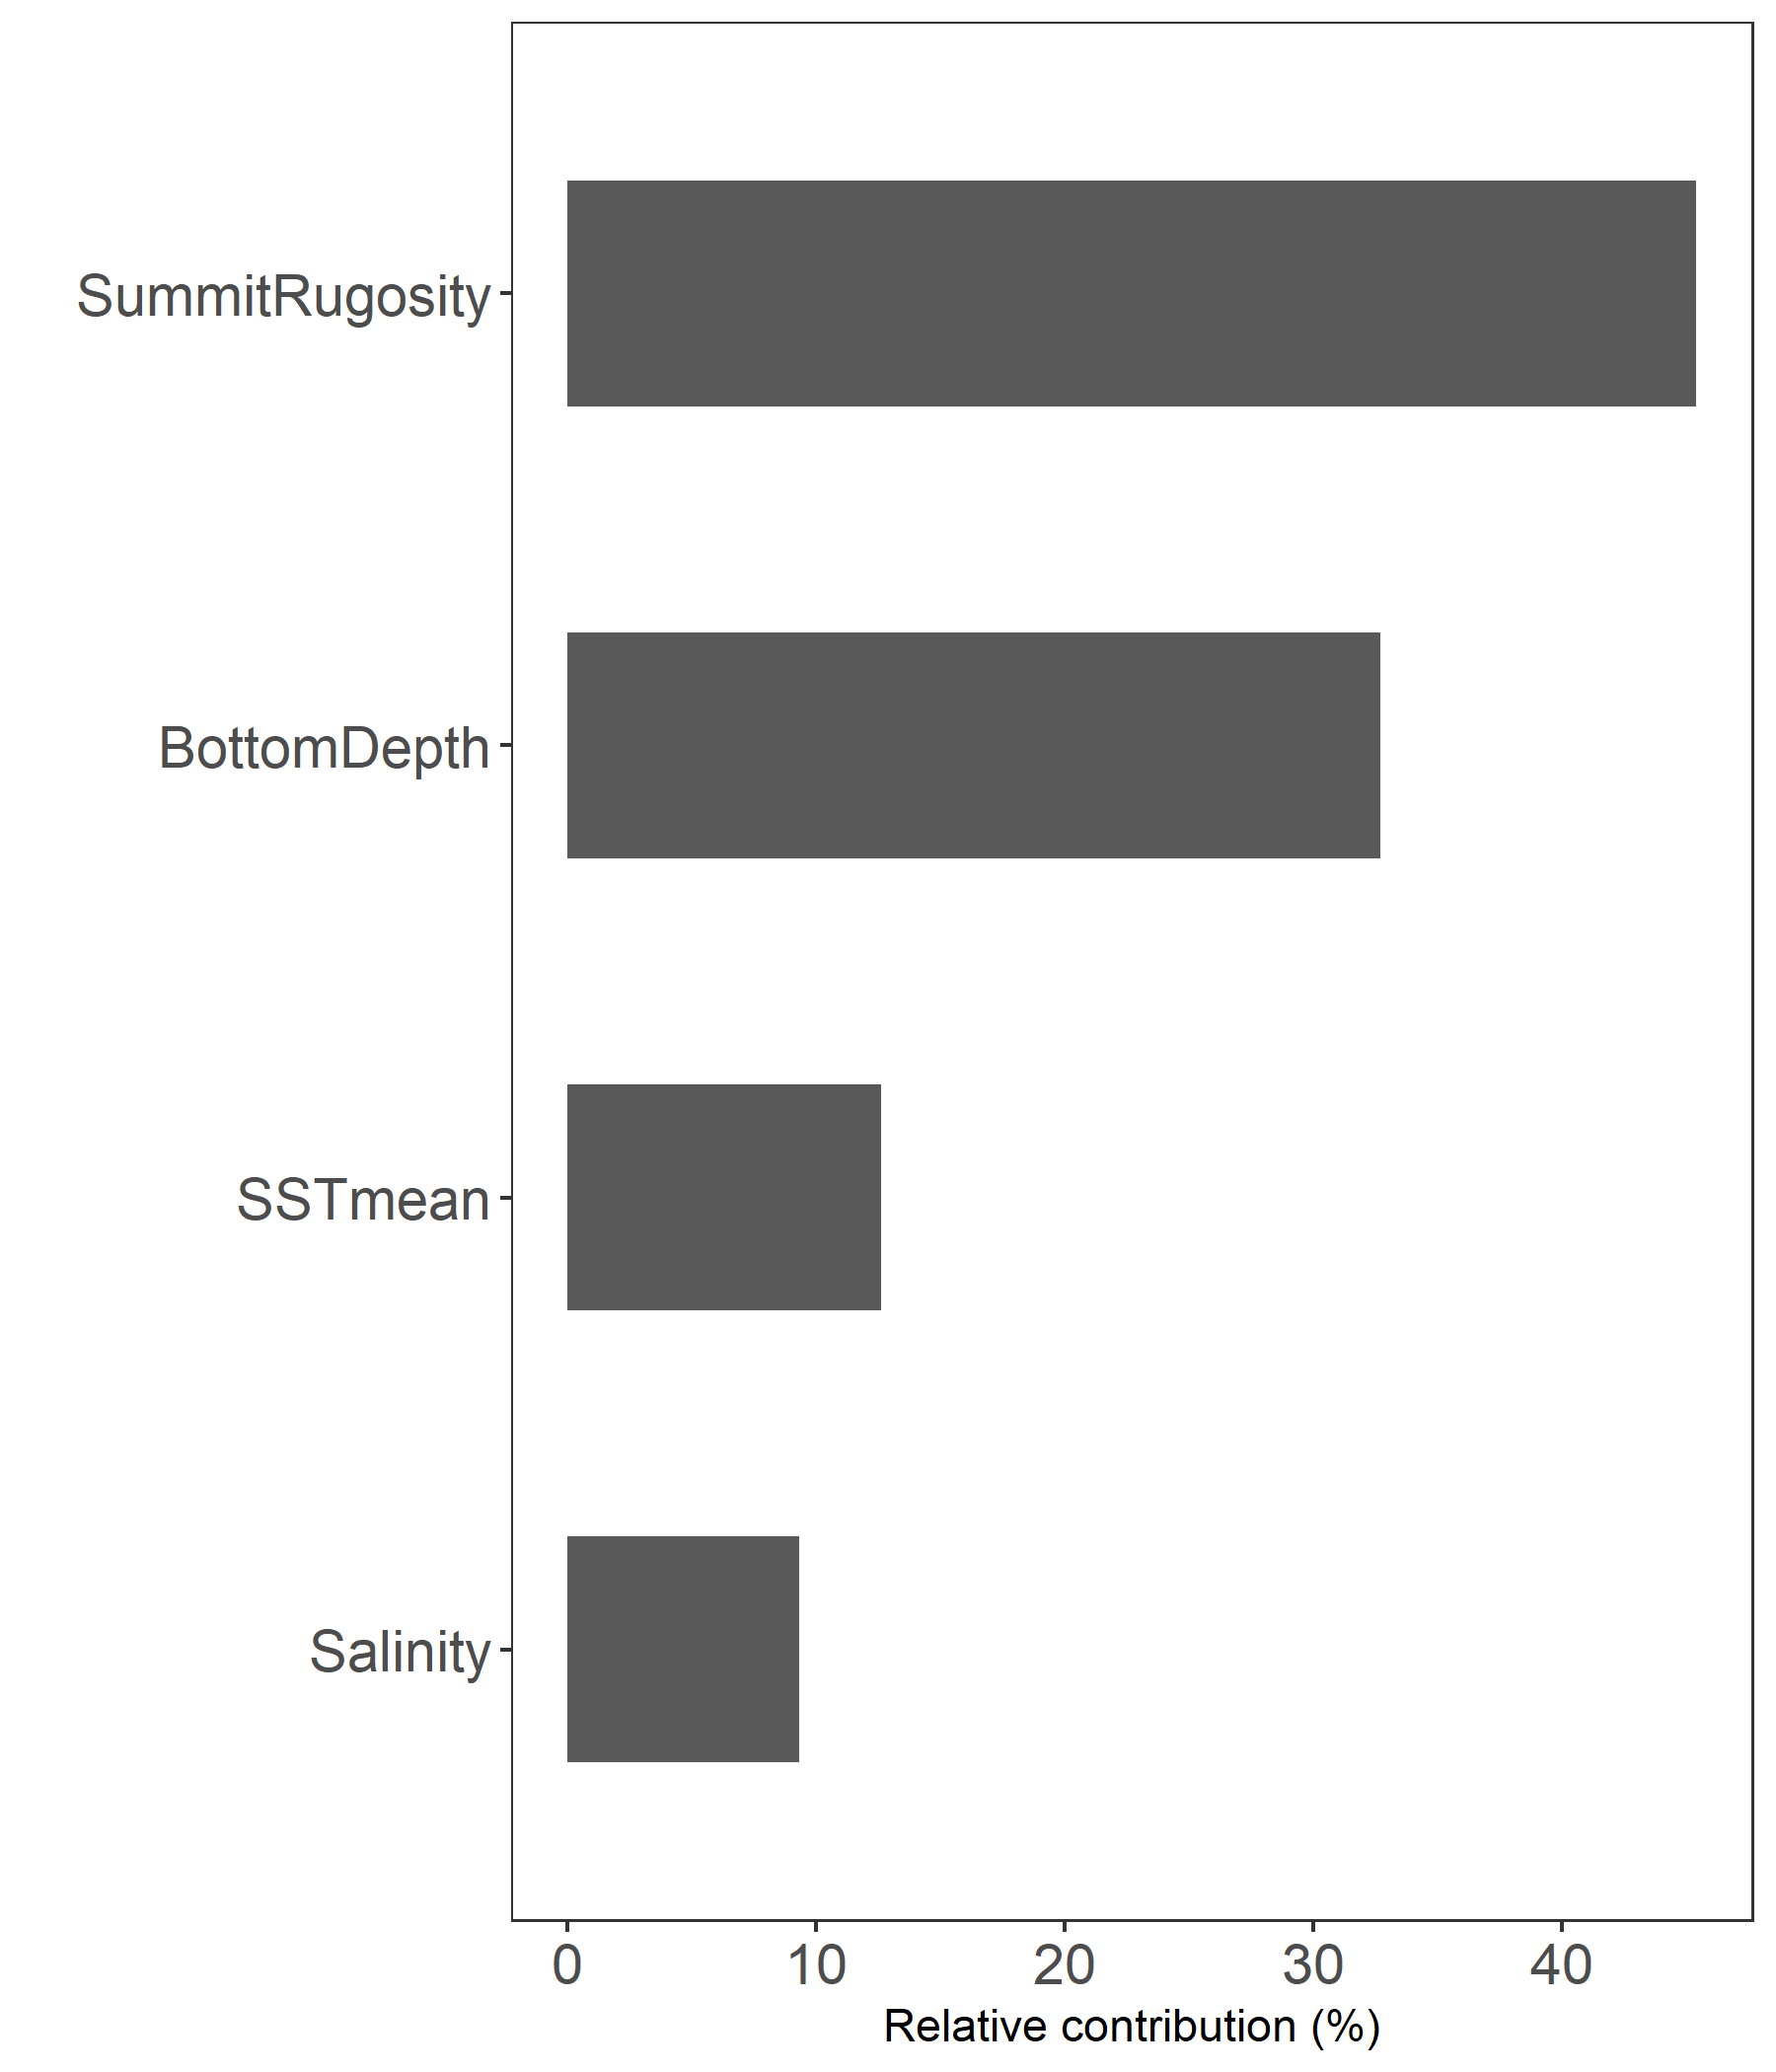 SummitRugosity
BottomDepth
SSTmean
Salinity
0 10 20 30 40
Relative contribution (%)